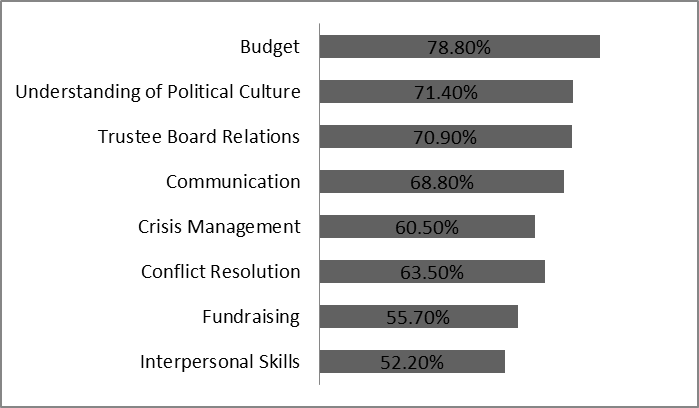 Budget 78.80%
Understanding of Political Culture 71.40%
Trustee Board Relations 70.90%
Communication 68.80%
Crisis Management 60.50%
Conflict Resolution 63.50%
Fundraising 55.70%
Interpersonal Skills 52.20%